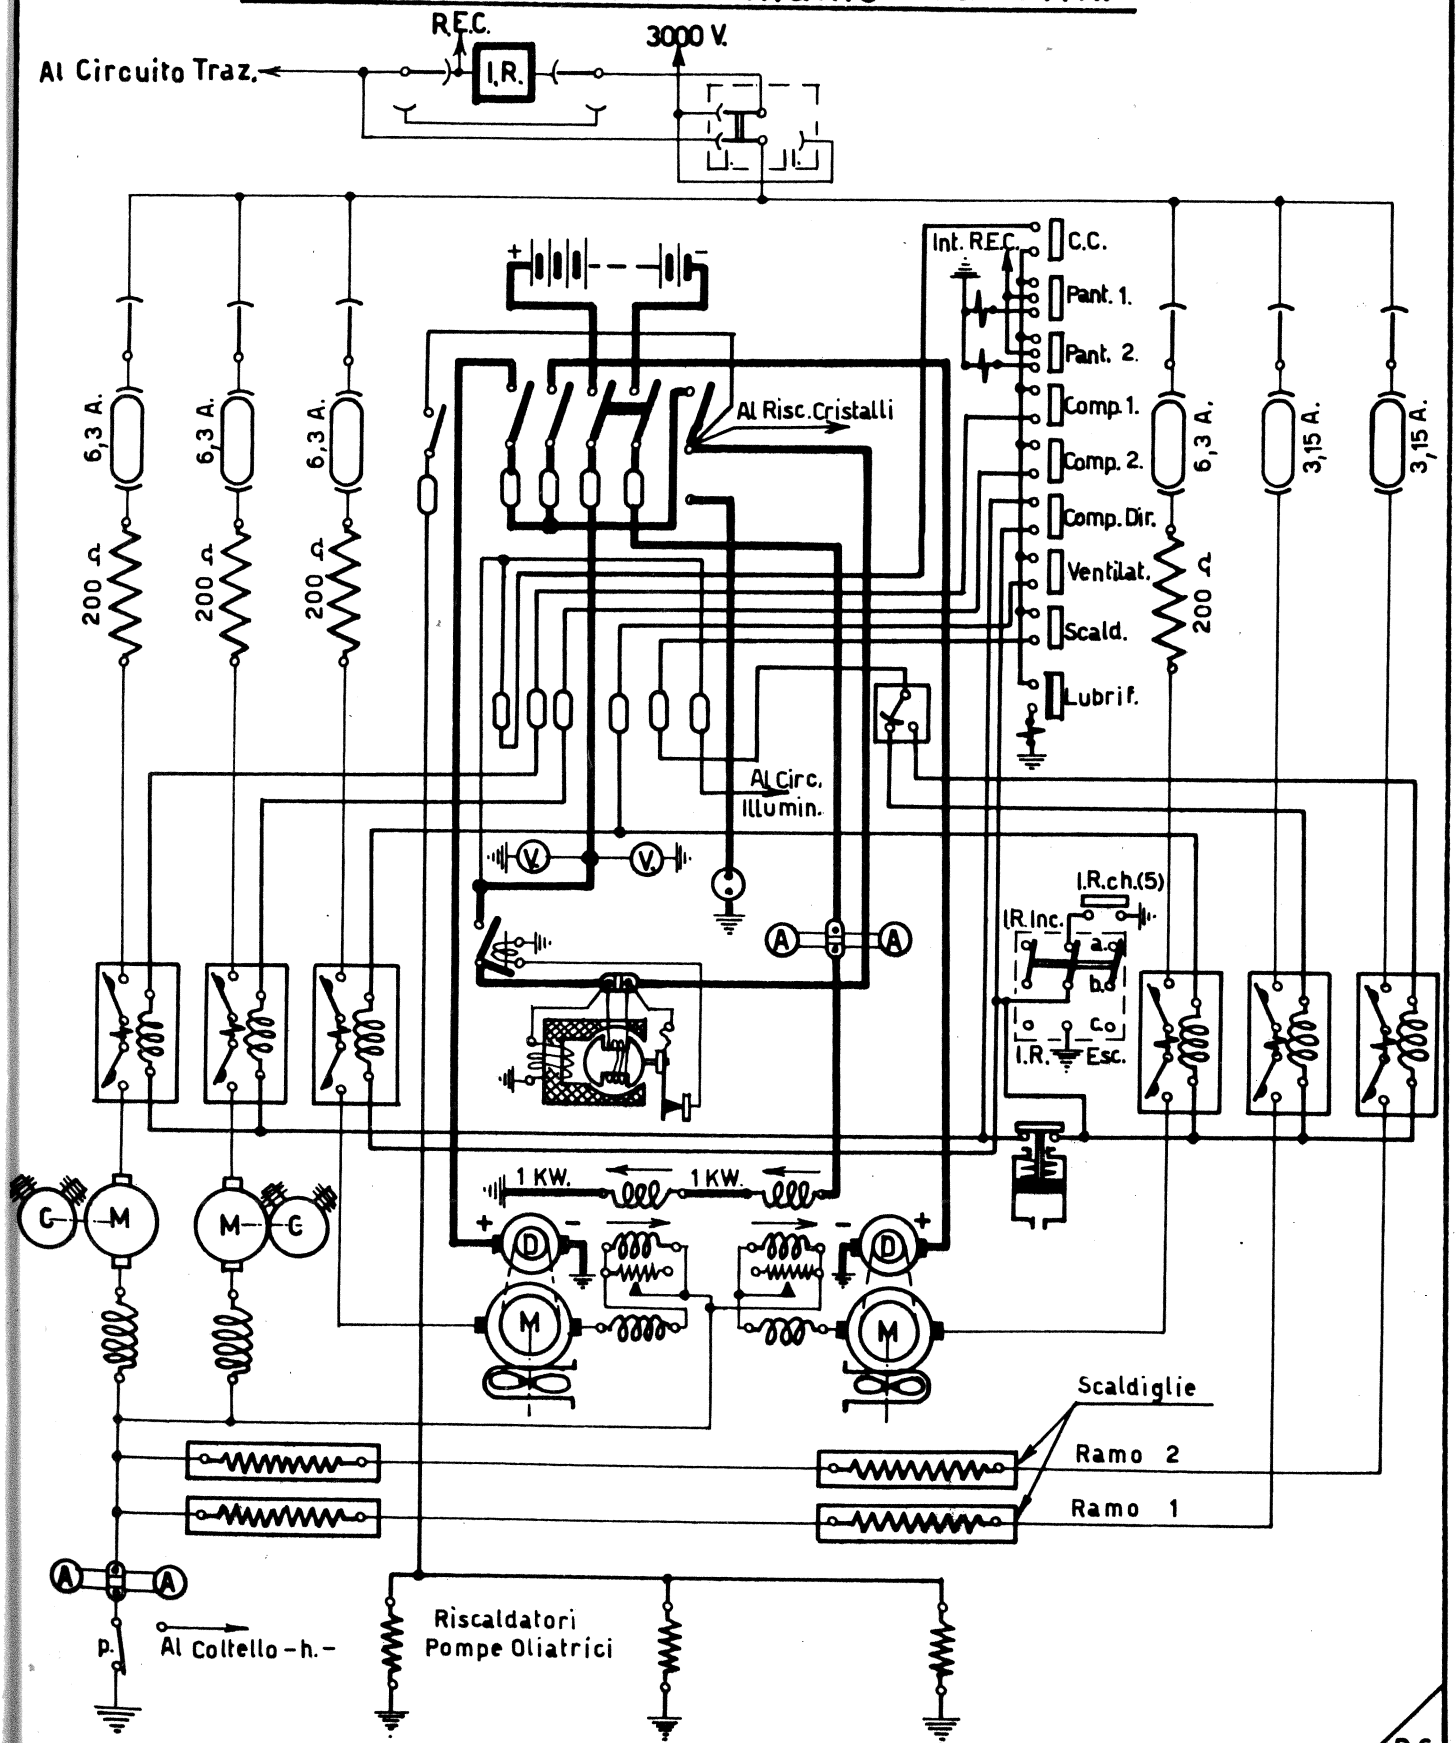 R.E.C.
3000 V.
Al Circuito Traz.
I.R.
I. II.
+ -
Int. R.E.C.
C.C.
Pant. 1.
Pant. 2.
Comp. 1.
Comp. 2.
Comp. Dir.
Ventilat.
Scald.
Lubrif.
Al Risc. Cristalli
6,3 A.
6,3 A.
6,3 A.
6,3 A.
3,15 A.
3,15 A.
200 Ω
200 Ω
200 Ω
200 Ω
Al Circ.
Illumin.
V. V.
A A
I.R.ch.(5)
I.R. Inc.
a.
b.
c.
I.R. Esc.
1 KW. 1 KW.
C M M C
+ D - - D +
M M
Scaldiglie
Ramo 2
Ramo 1
A A
p. Al Coltello -h.-
Riscaldatori
Pompe Oliatrici